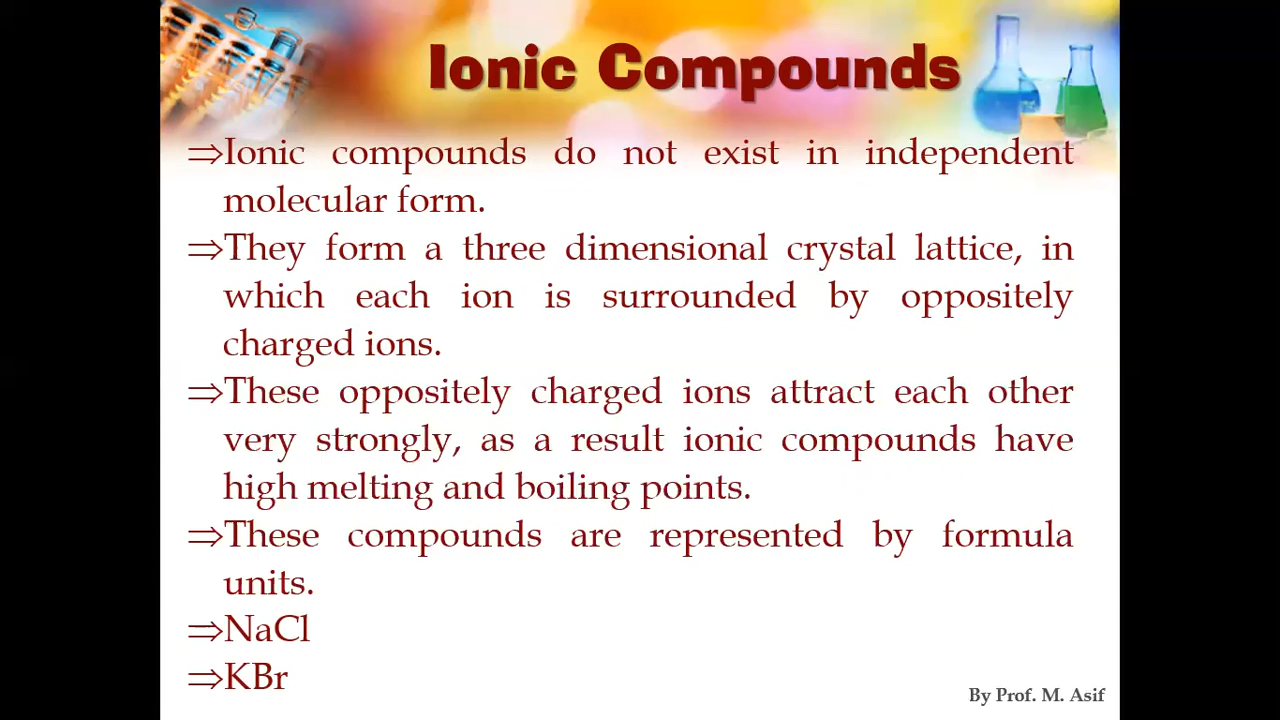 Ionic Compounds
⇒Ionic compounds do not exist in independent
molecular form.
⇒They form a three dimensional crystal lattice, in
which each ion is surrounded by oppositely
charged ions.
⇒These oppositely charged ions attract each other
very strongly, as a result ionic compounds have
high melting and boiling points.
⇒These compounds are represented by formula
units.
⇒NaCl
⇒KBr
By Prof. M. Asif